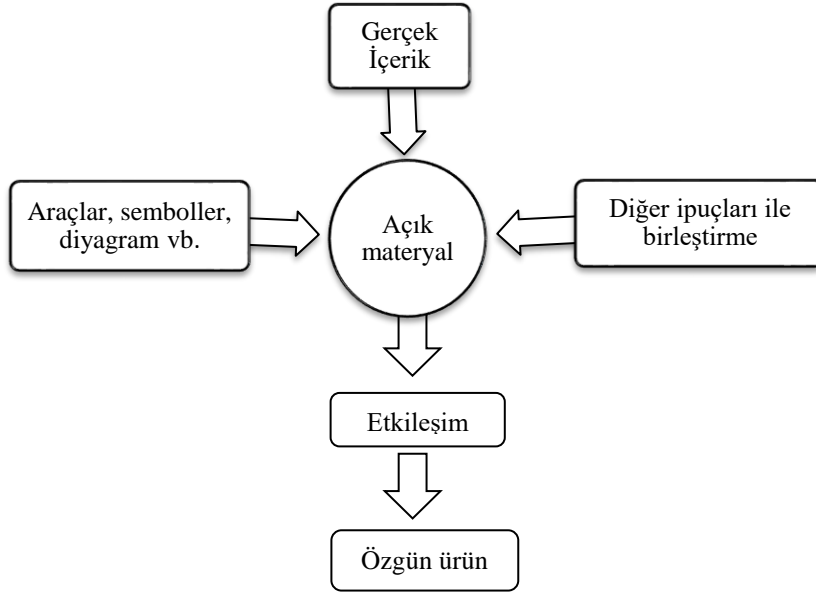 Gerçek
İçerik
Araçlar, semboller,
diyagram vb.
Açık
materyal
Diğer ipuçları ile
birleştirme
Etkileşim
Özgün ürün